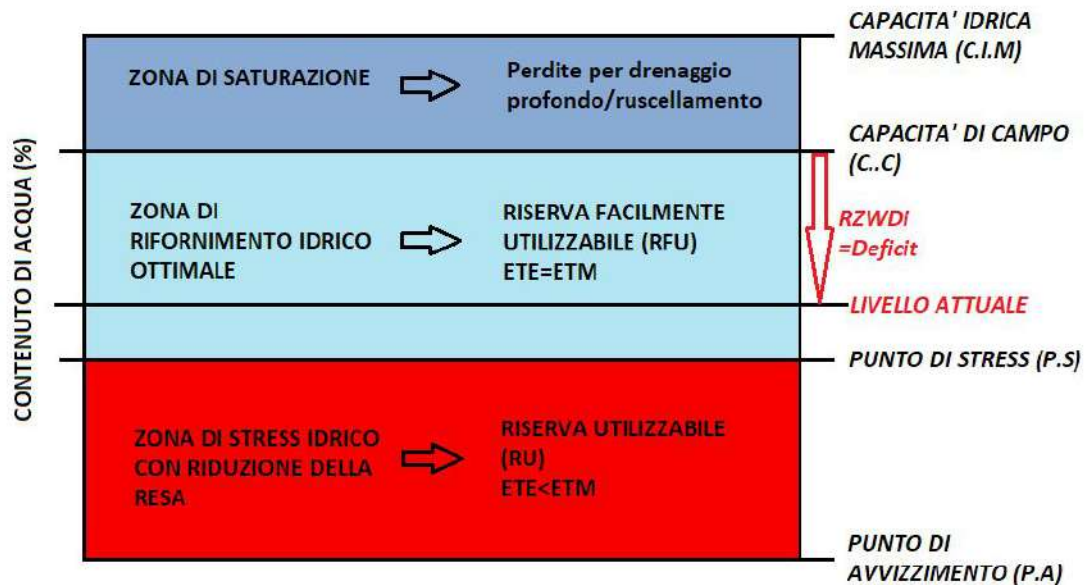 CAPACITA' IDRICA
MASSIMA (C.I.M)
ZONA DI SATURAZIONE
Perdite per drenaggio
profondo/ruscellamento
CAPACITA' DI CAMPO
(C..C)
CONTENUTO DI ACQUA (%)
ZONA DI
RIFORNIMENTO IDRICO
OTTIMALE
RISERVA FACILMENTE
UTILIZZABILE (RFU)
ETE=ETM
RZWDi
=Deficit
LIVELLO ATTUALE
PUNTO DI STRESS (P.S)
ZONA DI STRESS IDRICO
CON RIDUZIONE DELLA
RESA
RISERVA UTILIZZABILE
(RU)
ETE<ETM
PUNTO DI
AVVIZZIMENTO (P.A)